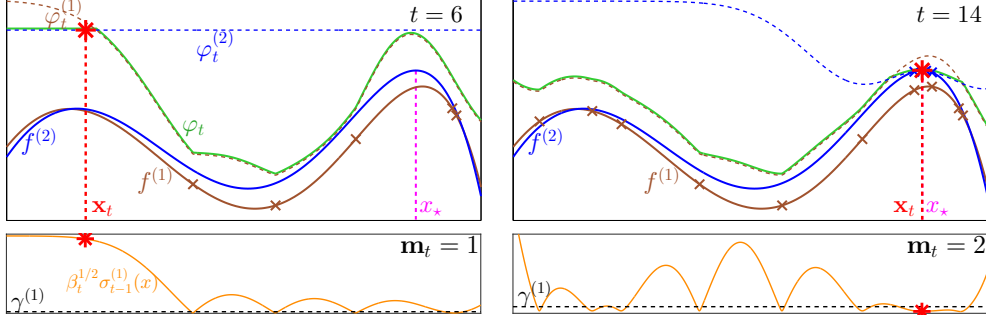 φ_t^(1)
t = 6
φ_t^(2)
φ_t
f^(2)
f^(1)
x_t
x_⋆
β_t^{1/2} σ_{t−1}^(1)(x)
m_t = 1
γ^(1)
t = 14
f^(2)
f^(1)
x_t
x_⋆
m_t = 2
γ^(1)